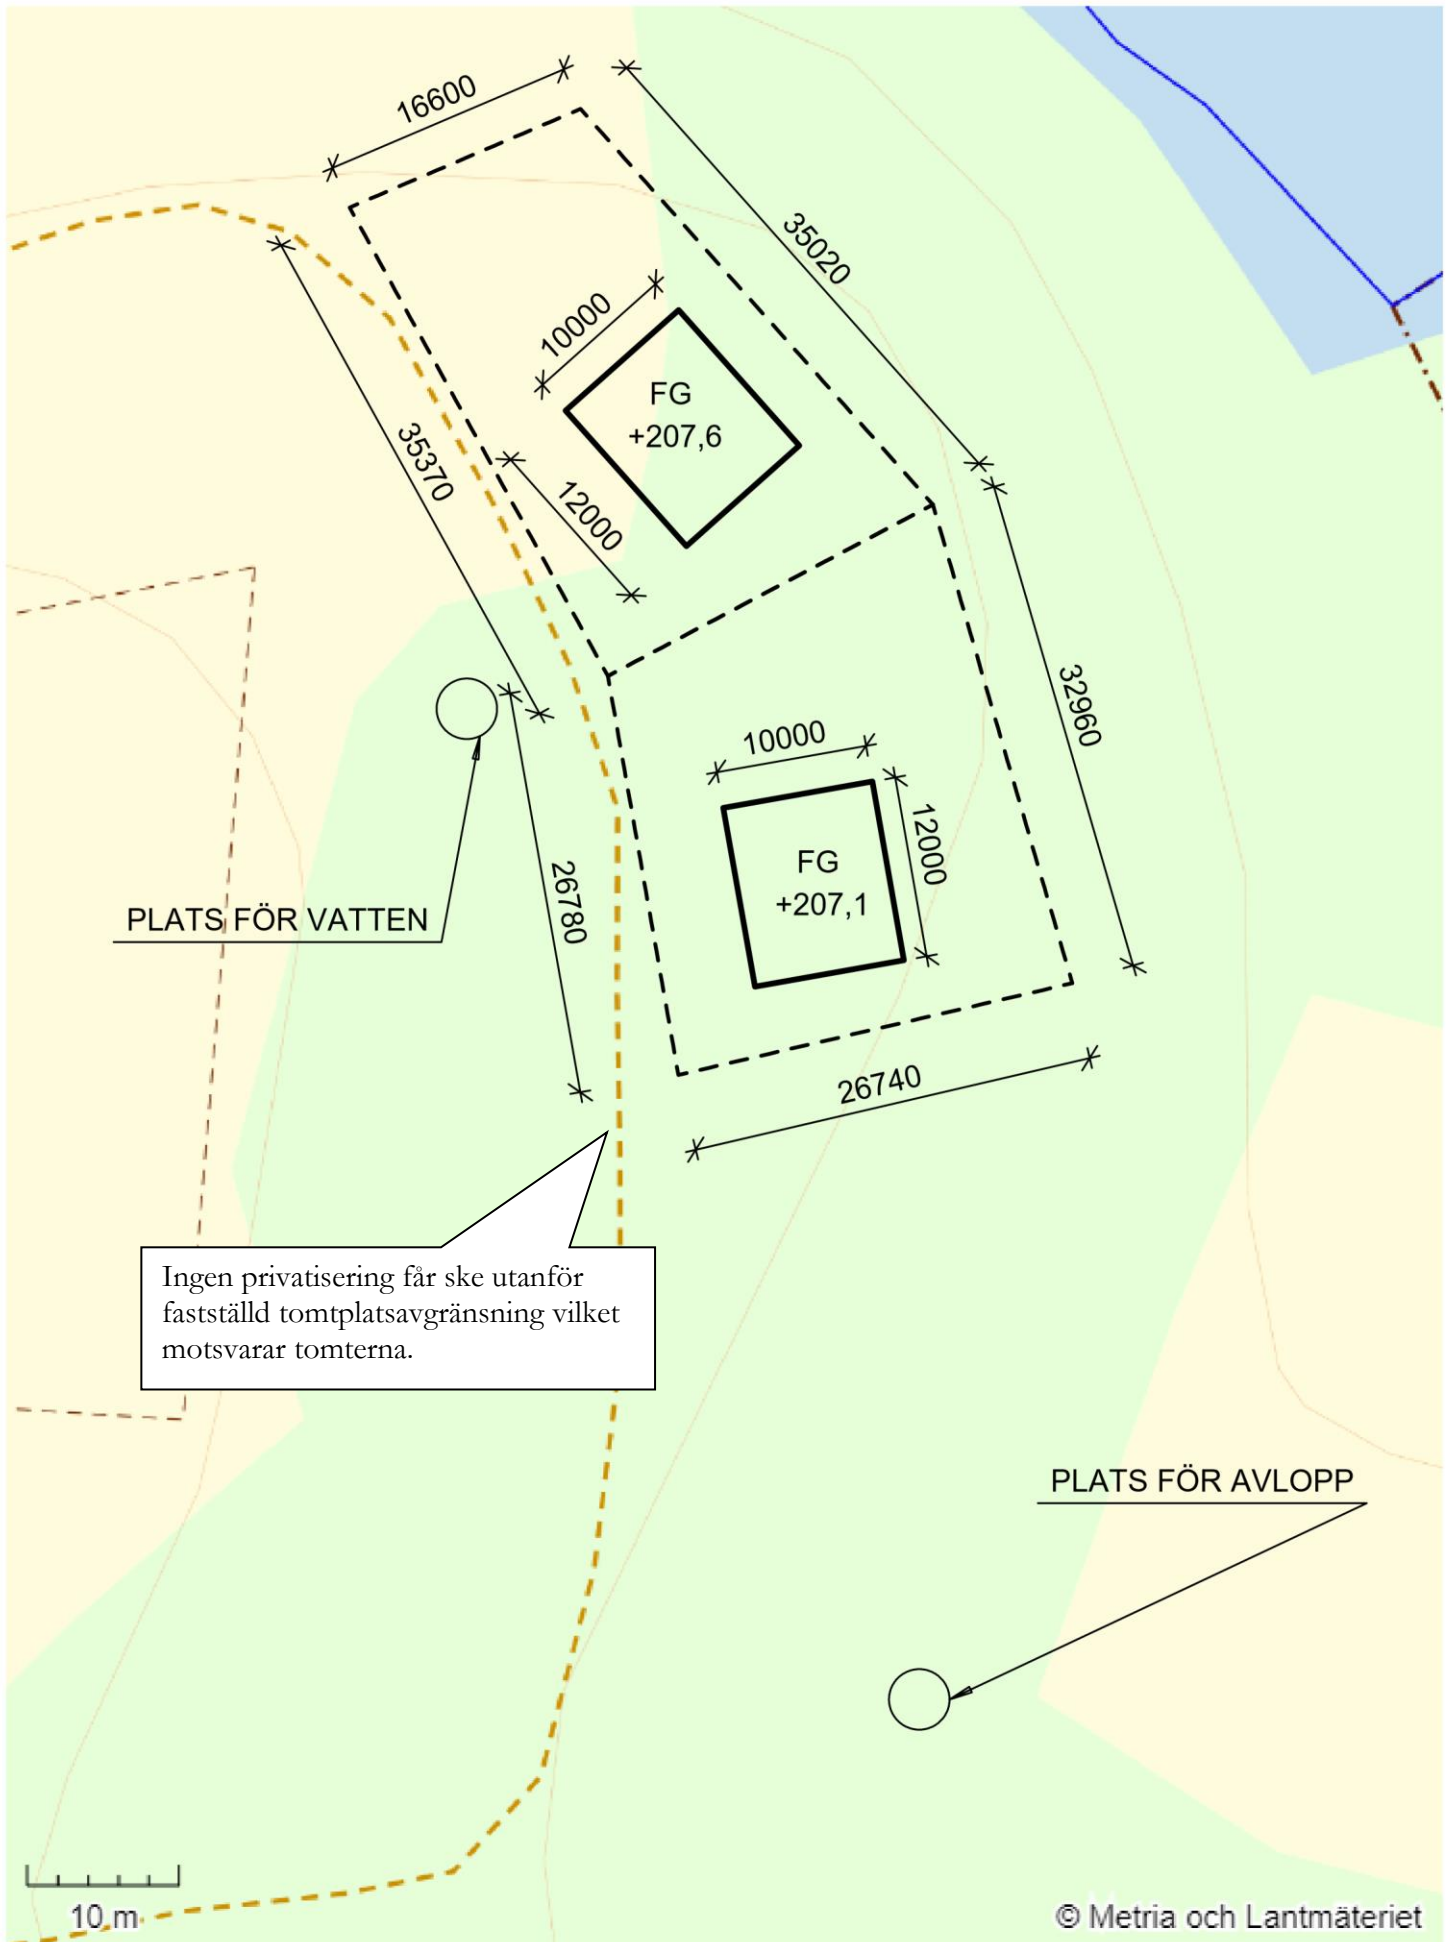 16600
35020
10000
FG
+207,6
35370
12000
32960
10000
12000
FG
+207,1
26780
PLATS FÖR VATTEN
26740
Ingen privatisering får ske utanför
fastställd tomtplatsavgränsning vilket
motsvarar tomterna.
PLATS FÖR AVLOPP
10 m
© Metria och Lantmäteriet